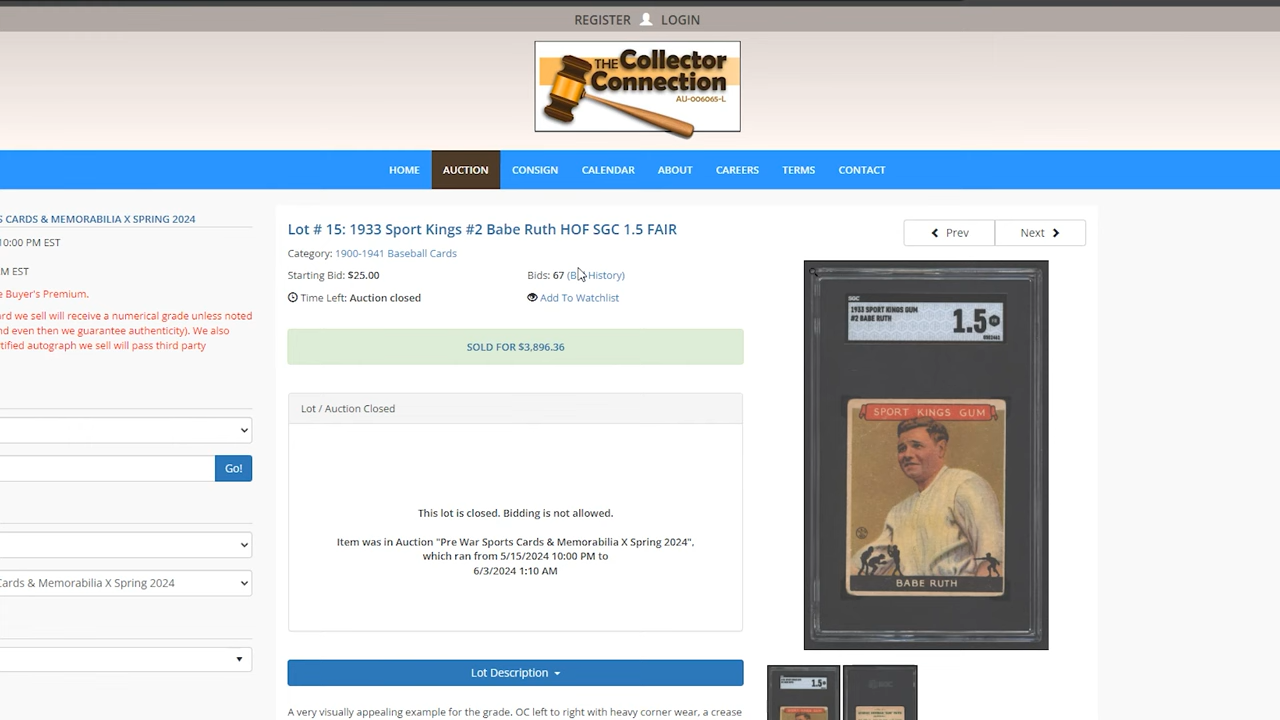 REGISTER LOGIN
THE Collector
Connection
AU-006065-L
HOME AUCTION CONSIGN CALENDAR ABOUT CAREERS TERMS CONTACT
S CARDS & MEMORABILIA X SPRING 2024
10:00 PM EST
M EST
e Buyer's Premium.
ard we sell will receive a numerical grade unless noted
nd even then we guarantee authenticity). We also
rtified autograph we sell will pass third party
Go!
Cards & Memorabilia X Spring 2024
Lot # 15: 1933 Sport Kings #2 Babe Ruth HOF SGC 1.5 FAIR
Prev Next
Category: 1900-1941 Baseball Cards
Starting Bid: $25.00 Bids: 67 (B History)
Time Left: Auction closed Add To Watchlist
SOLD FOR $3,896.36
Lot / Auction Closed
This lot is closed. Bidding is not allowed.
Item was in Auction "Pre War Sports Cards & Memorabilia X Spring 2024",
which ran from 5/15/2024 10:00 PM to
6/3/2024 1:10 AM
Lot Description
A very visually appealing example for the grade. OC left to right with heavy corner wear, a crease
SGC
1933 SPORT KINGS GUM
#2 BABE RUTH
1.5
SPORT KINGS GUM
BABE RUTH
1.5